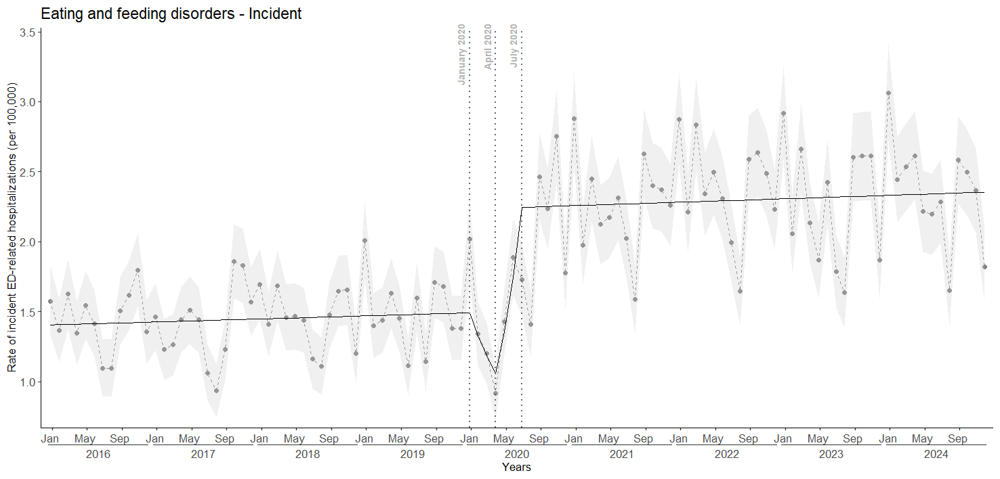 Eating and feeding disorders - Incident
Rate of incident ED-related hospitalizations (per 100,000)
3.5
3.0
2.5
2.0
1.5
1.0
January 2020
April 2020
July 2020
Jan May Sep Jan May Sep Jan May Sep Jan May Sep Jan May Sep Jan May Sep Jan May Sep Jan May Sep Jan May Sep
2016 2017 2018 2019 2020 2021 2022 2023 2024
Years